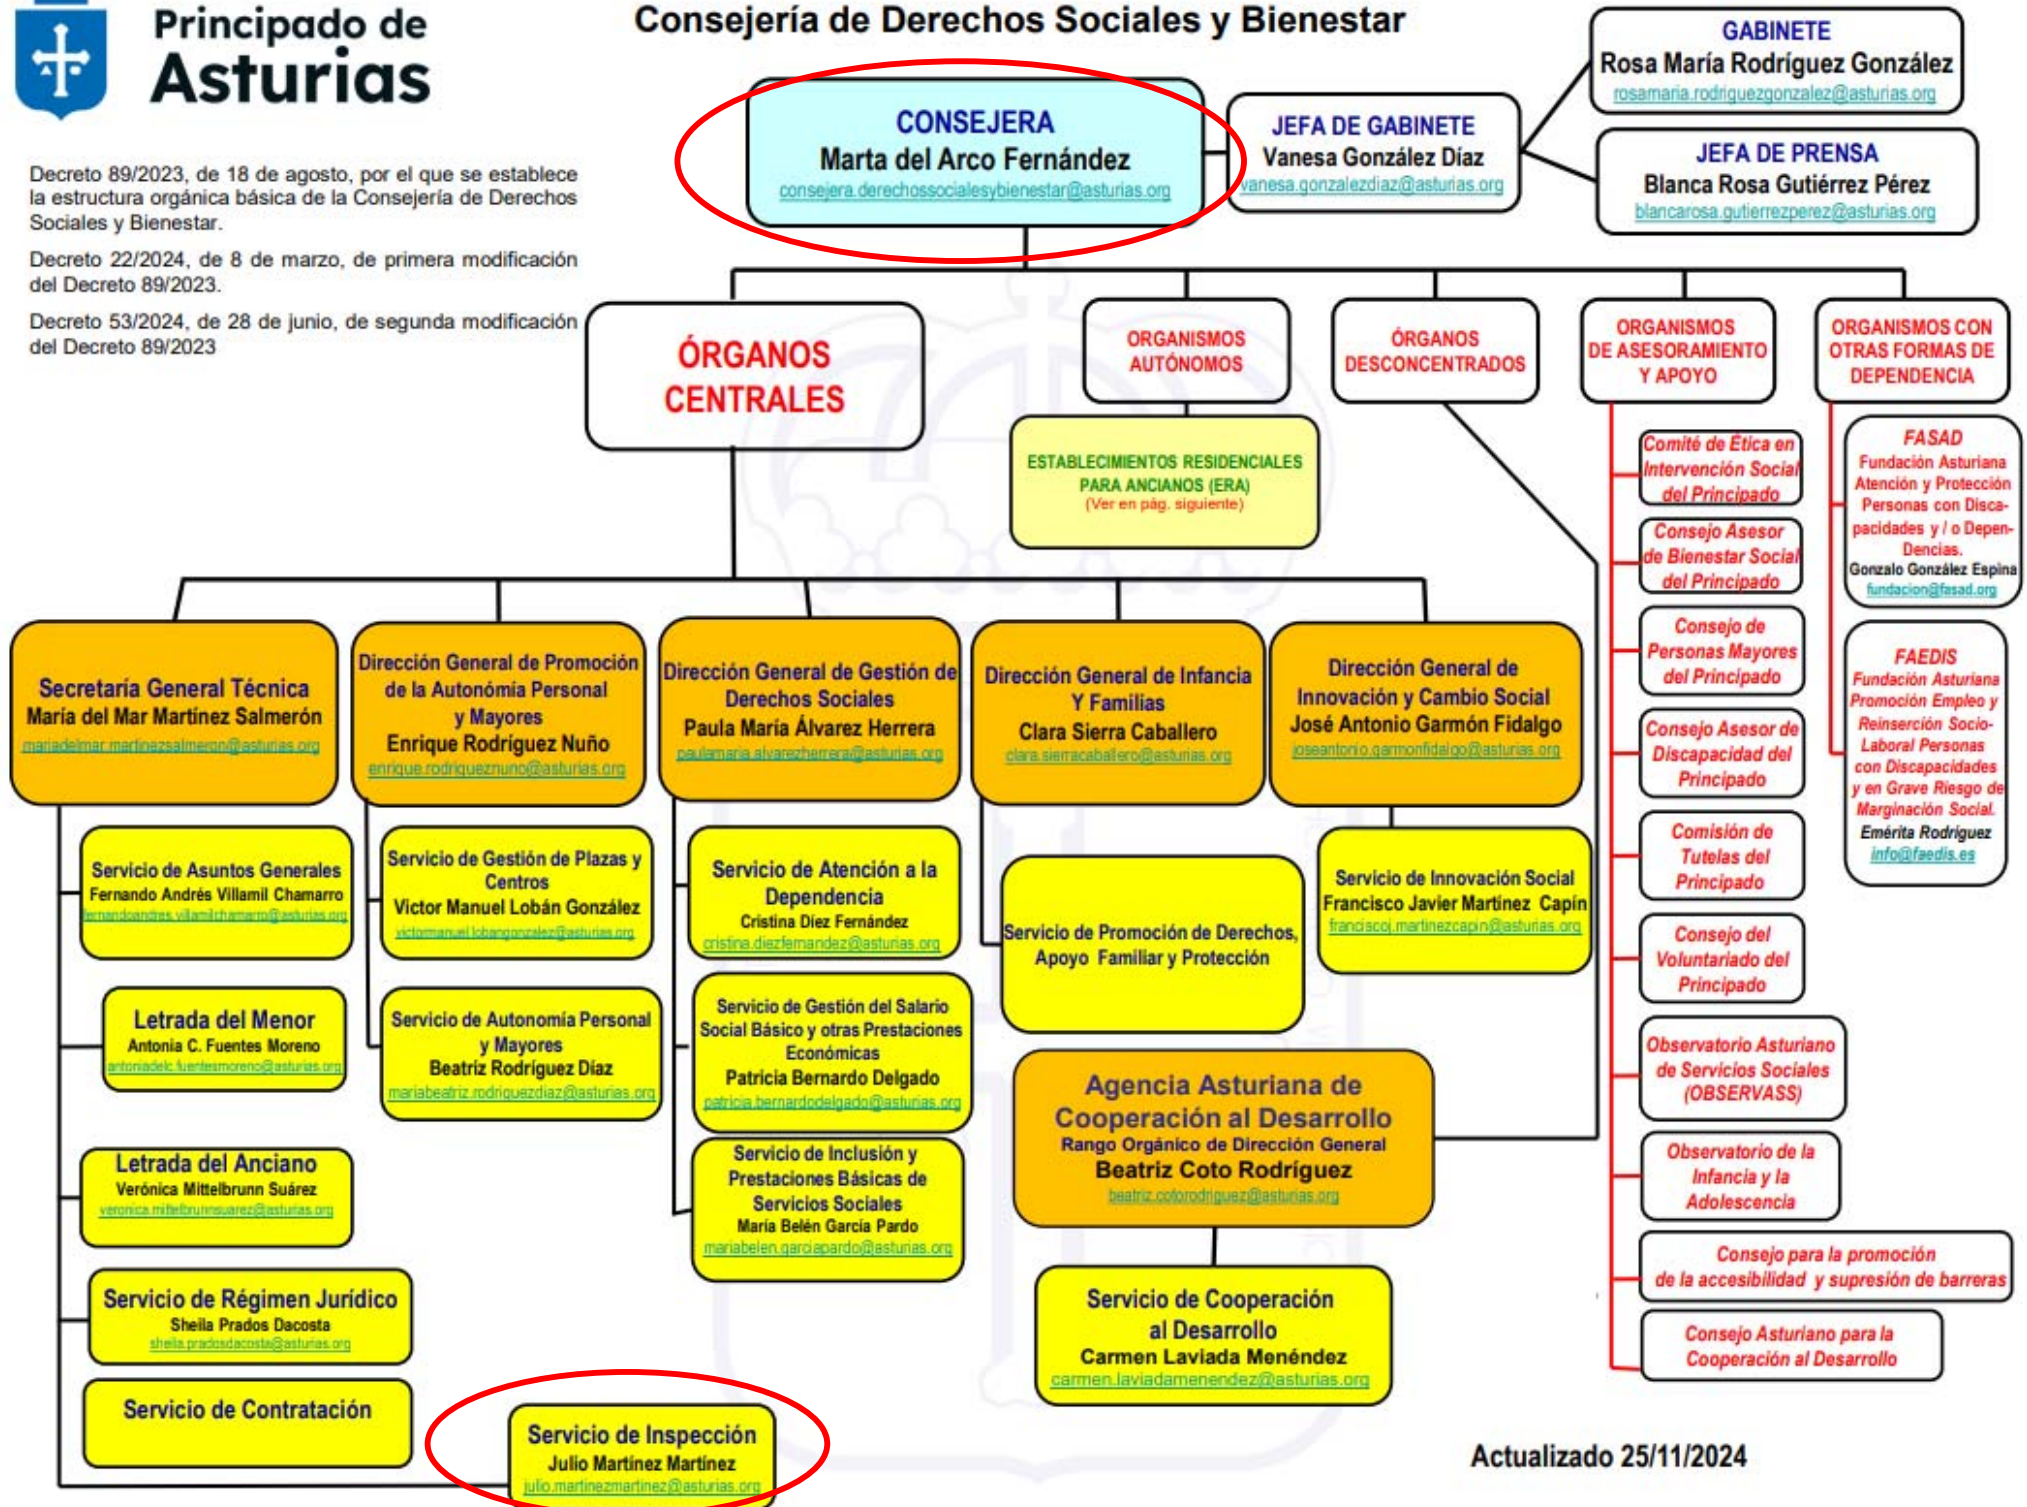 Principado de
Asturias
Consejería de Derechos Sociales y Bienestar
Decreto 89/2023, de 18 de agosto, por el que se establece
la estructura orgánica básica de la Consejería de Derechos
Sociales y Bienestar.
Decreto 22/2024, de 8 de marzo, de primera modificación
del Decreto 89/2023.
Decreto 53/2024, de 28 de junio, de segunda modificación
del Decreto 89/2023
CONSEJERA
Marta del Arco Fernández
consejera.derechossocialesybienestar@asturias.org
JEFA DE GABINETE
Vanesa González Díaz
vanesa.gonzalezdiaz@asturias.org
GABINETE
Rosa María Rodríguez González
rosamaria.rodriguezgonzalez@asturias.org
JEFA DE PRENSA
Blanca Rosa Gutiérrez Pérez
blancarosa.gutierrezperez@asturias.org
ÓRGANOS
CENTRALES
ORGANISMOS
AUTÓNOMOS
ÓRGANOS
DESCONCENTRADOS
ORGANISMOS
DE ASESORAMIENTO
Y APOYO
ORGANISMOS CON
OTRAS FORMAS DE
DEPENDENCIA
ESTABLECIMIENTOS RESIDENCIALES
PARA ANCIANOS (ERA)
(Ver en pág. siguiente)
Secretaría General Técnica
María del Mar Martínez Salmerón
mariadelmar.martinezsalmeron@asturias.org
Dirección General de Promoción
de la Autonómia Personal
y Mayores
Enrique Rodríguez Nuño
enrique.rodrigueznuno@asturias.org
Dirección General de Gestión de
Derechos Sociales
Paula María Álvarez Herrera
paulamaria.alvarezherrera@asturias.org
Dirección General de Infancia
Y Familias
Clara Sierra Caballero
clara.sierracaballero@asturias.org
Dirección General de
Innovación y Cambio Social
José Antonio Garmón Fidalgo
joseantonio.garmonfidalgo@asturias.org
Servicio de Asuntos Generales
Fernando Andrés Villamil Chamarro
fernandoandres.villamilchamarro@asturias.org
Letrada del Menor
Antonia C. Fuentes Moreno
antoniadelc.fuentesmoreno@asturias.org
Letrada del Anciano
Verónica Mittelbrunn Suárez
veronica.mittelbrunnsuarez@asturias.org
Servicio de Régimen Jurídico
Sheila Prados Dacosta
sheila.pradosdacosta@asturias.org
Servicio de Contratación
Servicio de Inspección
Julio Martínez Martínez
julio.martinezmartinez@asturias.org
Servicio de Gestión de Plazas y
Centros
Victor Manuel Lobán González
victormanuel.lobangonzalez@asturias.org
Servicio de Autonomía Personal
y Mayores
Beatriz Rodríguez Díaz
mariabeatriz.rodriguezdiaz@asturias.org
Servicio de Atención a la
Dependencia
Cristina Díez Fernández
cristina.diezfernandez@asturias.org
Servicio de Gestión del Salario
Social Básico y otras Prestaciones
Económicas
Patricia Bernardo Delgado
patricia.bernardodelgado@asturias.org
Servicio de Inclusión y
Prestaciones Básicas de
Servicios Sociales
María Belén García Pardo
mariabelen.garciapardo@asturias.org
Servicio de Promoción de Derechos,
Apoyo Familiar y Protección
Servicio de Innovación Social
Francisco Javier Martínez Capín
franciscoj.martinezcapin@asturias.org
Agencia Asturiana de
Cooperación al Desarrollo
Rango Orgánico de Dirección General
Beatriz Coto Rodríguez
beatriz.cotorodriguez@asturias.org
Servicio de Cooperación
al Desarrollo
Carmen Laviada Menéndez
carmen.laviadamenendez@asturias.org
Comité de Ética en
Intervención Social
del Principado
Consejo Asesor
de Bienestar Social
del Principado
Consejo de
Personas Mayores
del Principado
Consejo Asesor de
Discapacidad del
Principado
Comisión de
Tutelas del
Principado
Consejo del
Voluntariado del
Principado
Observatorio Asturiano
de Servicios Sociales
(OBSERVASS)
Observatorio de la
Infancia y la
Adolescencia
Consejo para la promoción
de la accesibilidad y supresión de barreras
Consejo Asturiano para la
Cooperación al Desarrollo
FASAD
Fundación Asturiana
Atención y Protección
Personas con Disca-
pacidades y / o Depen-
Dencias.
Gonzalo González Espina
fundacion@fasad.org
FAEDIS
Fundación Asturiana
Promoción Empleo y
Reinserción Socio-
Laboral Personas
con Discapacidades
y en Grave Riesgo de
Marginación Social.
Emérita Rodríguez
info@faedis.es
Actualizado 25/11/2024